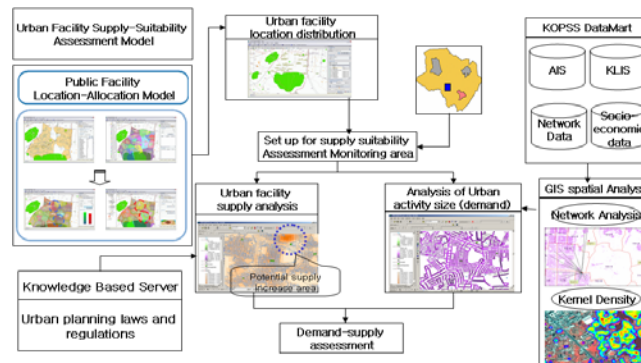 Urban Facility Supply-Suitability
Assessment Model
Public Facility
Location-Allocation Model
Urban facility
location distribution
KOPSS DataMart
AIS
KLIS
Network
Data
Socio-
economic
data
Set up for supply suitability
Assessment Monitoring area
Urban facility
supply analysis
Analysis of Urban
activity size (demand)
GIS spatial Analysis
Network Analysis
Kernel Density
Potential supply
increase area
Knowledge Based Server
Urban planning laws and
regulations
Demand-supply
assessment